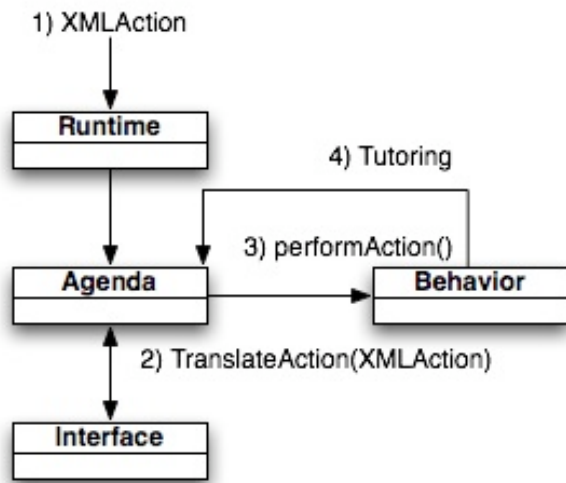 1) XMLAction
Runtime
4) Tutoring
3) performAction()
Agenda
Behavior
2) TranslateAction(XMLAction)
Interface